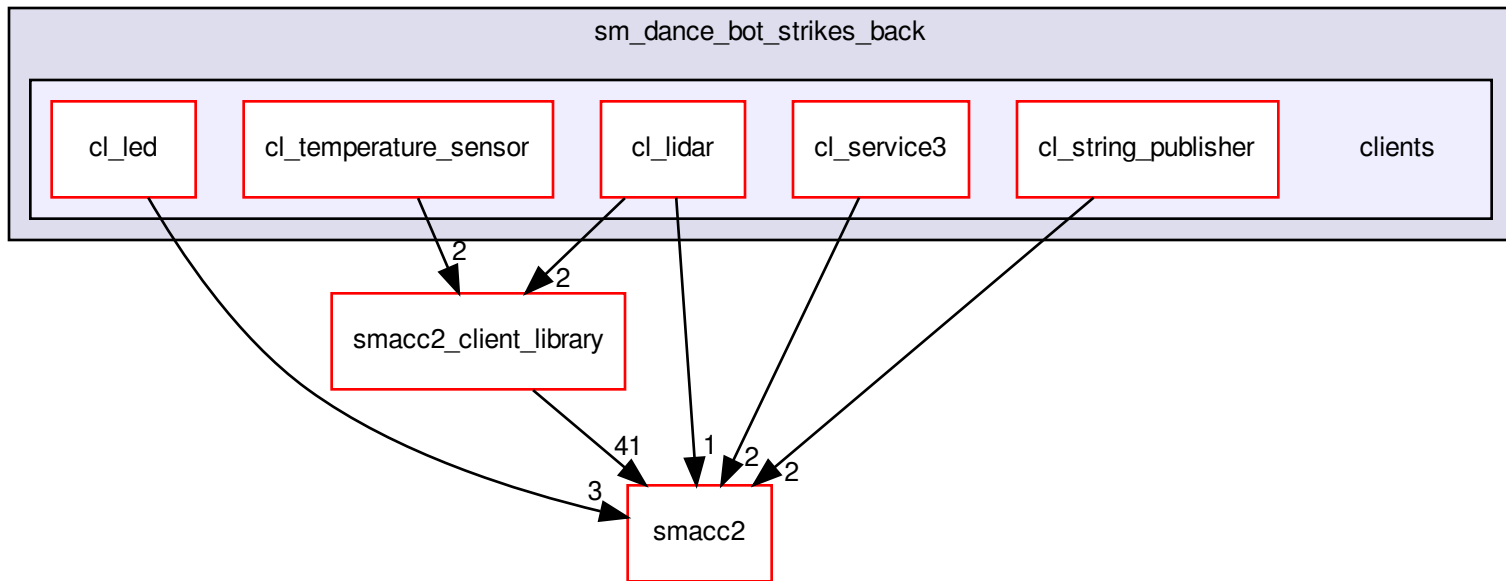 sm_dance_bot_strikes_back
cl_led
cl_temperature_sensor
cl_lidar
cl_service3
cl_string_publisher
clients
2
2
smacc2_client_library
41
1
2
2
3
smacc2